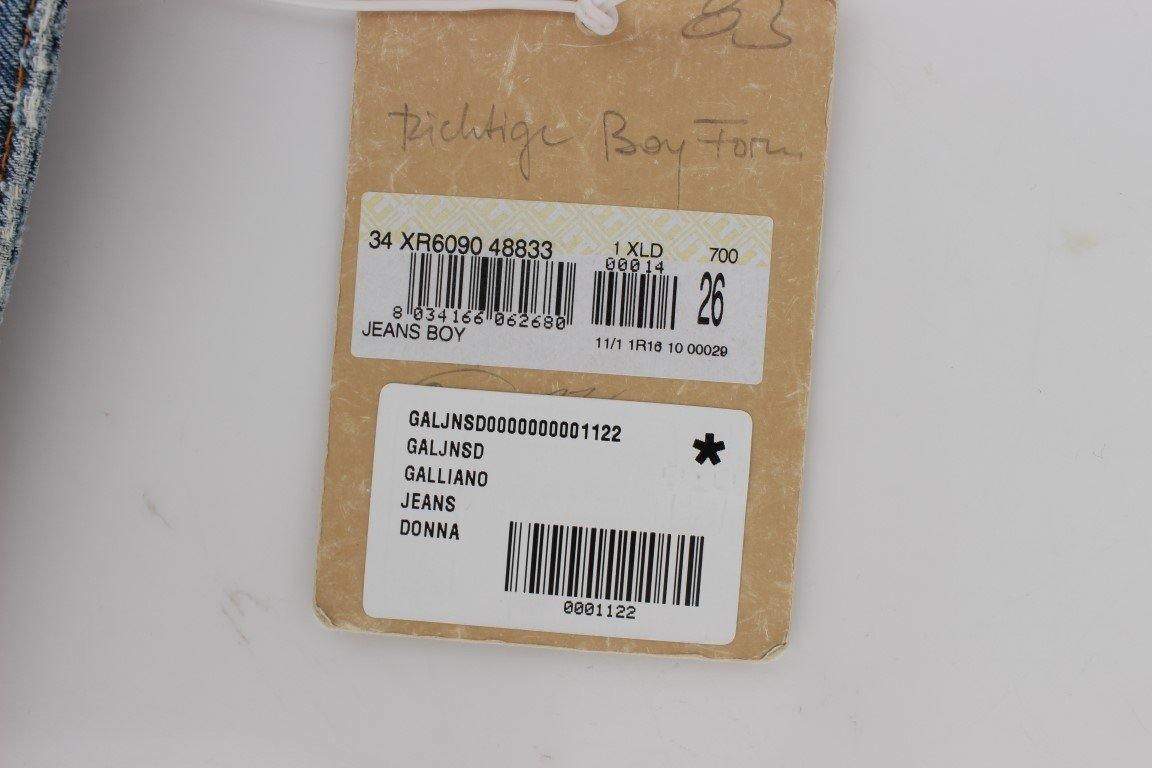 83
Richtige Boy Form
34 XR6090 48833 1 XLD 700
00014
26
8 034166 062680
JEANS BOY
11/1 1R16 10 00029
GALJNSD0000000001122
*
GALJNSD
GALLIANO
JEANS
DONNA
0001122